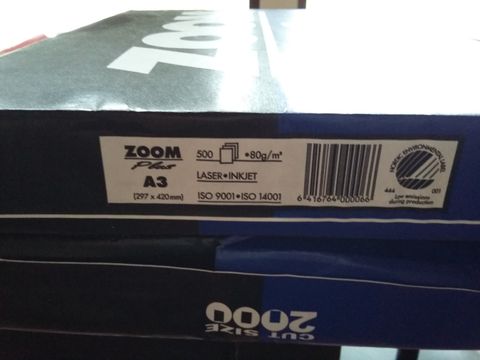 ZOOM
ZOOM
Plus
A3
(297 x 420mm)
500 •80g/m²
LASER•INKJET
ISO 9001•ISO 14001
6 416764 000066
NORDIC ENVIRONMENTAL LABEL
444 001
Low emissions
during production
CUT SIZE
2000